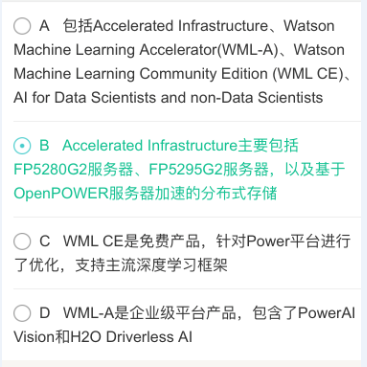 A 包括Accelerated Infrastructure、Watson
Machine Learning Accelerator(WML-A)、Watson
Machine Learning Community Edition (WML CE)、
AI for Data Scientists and non-Data Scientists
B Accelerated Infrastructure主要包括
FP5280G2服务器、FP5295G2服务器，以及基于
OpenPOWER服务器加速的分布式存储
C WML CE是免费产品，针对Power平台进行
了优化，支持主流深度学习框架
D WML-A是企业级平台产品，包含了PowerAI
Vision和H2O Driverless AI